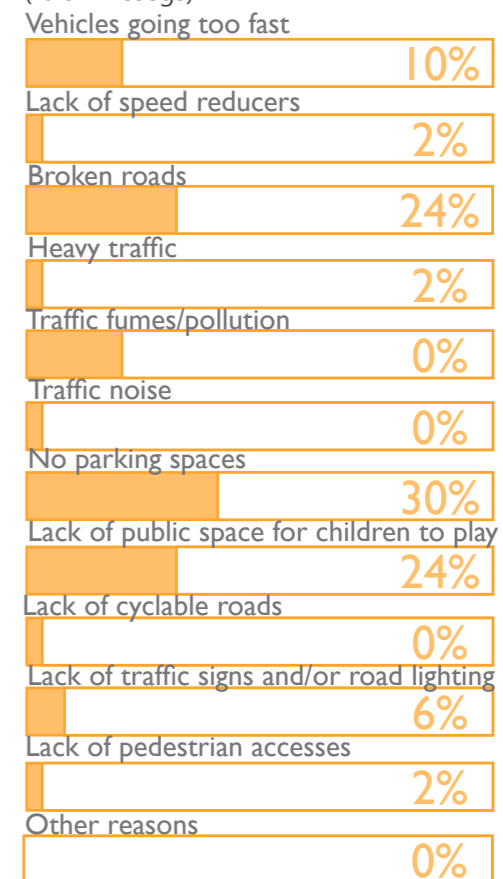 Vehicles going too fast
10%
Lack of speed reducers
2%
Broken roads
24%
Heavy traffic
2%
Traffic fumes/pollution
0%
Traffic noise
0%
No parking spaces
30%
Lack of public space for children to play
24%
Lack of cyclable roads
0%
Lack of traffic signs and/or road lighting
6%
Lack of pedestrian accesses
2%
Other reasons
0%